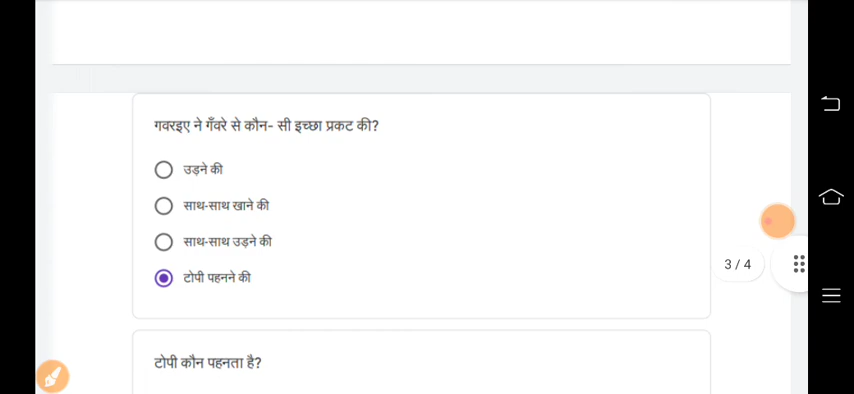 गवरइए ने गँवरे से कौन- सी इच्छा प्रकट की?
उड़ने की
साथ-साथ खाने की
साथ-साथ उड़ने की
टोपी पहनने की
3 / 4
टोपी कौन पहनता है?